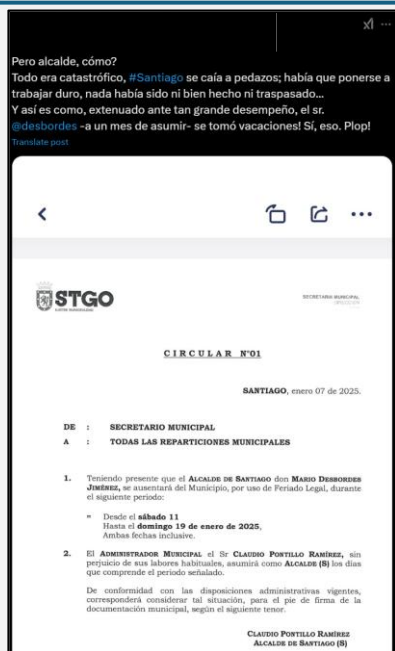 Pero alcalde, cómo?
Todo era catastrófico, #Santiago se caía a pedazos; había que ponerse a
trabajar duro, nada había sido ni bien hecho ni traspasado...
Y así es como, extenuado ante tan grande desempeño, el sr.
@desbordes -a un mes de asumir- se tomó vacaciones! Sí, eso. Plop!
Translate post
STGO
ILUSTRE MUNICIPALIDAD
SECRETARÍA MUNICIPAL
CIRCULAR Nº01
SANTIAGO, enero 07 de 2025.
DE : SECRETARIO MUNICIPAL
A : TODAS LAS REPARTICIONES MUNICIPALES
1. Teniendo presente que el ALCALDE DE SANTIAGO don MARIO DESBORDES
JIMÉNEZ, se ausentará del Municipio, por uso de Feriado Legal, durante
el siguiente periodo:
Desde el sábado 11
Hasta el domingo 19 de enero de 2025,
Ambas fechas inclusive.
2. El ADMINISTRADOR MUNICIPAL el Sr CLAUDIO PONTILLO RAMÍREZ, sin
perjuicio de sus labores habituales, asumirá como ALCALDE (S) los días
que comprende el periodo señalado.
De conformidad con las disposiciones administrativas vigentes,
corresponderá considerar tal situación, para el pie de firma de la
documentación municipal, según el siguiente tenor.
CLAUDIO PONTILLO RAMÍREZ
ALCALDE DE SANTIAGO (S)